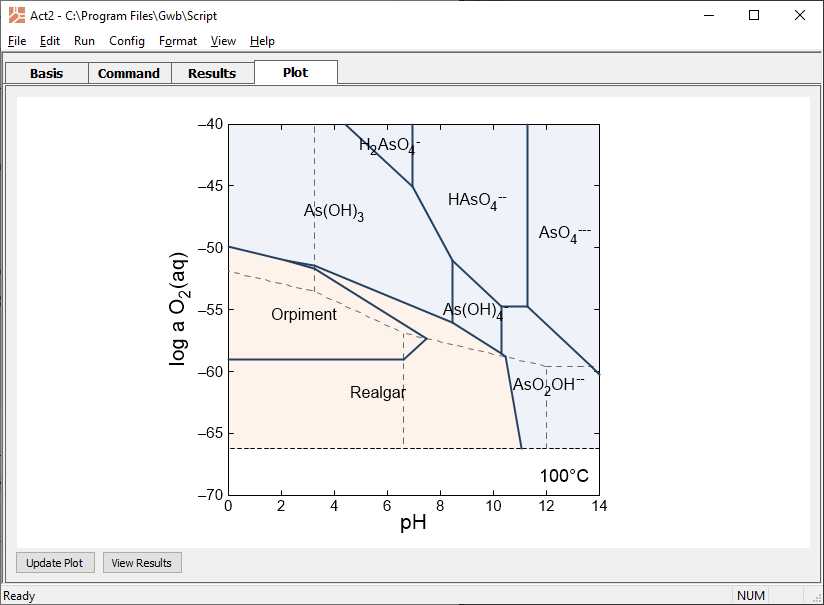 Act2 - C:\Program Files\Gwb\Script
File Edit Run Config Format View Help
Basis Command Results Plot
−40
−45
−50
−55
−60
−65
−70
log a O₂(aq)
H₂AsO₄⁻
HAsO₄⁻⁻
As(OH)₃
AsO₄⁻⁻⁻
As(OH)₄⁻
Orpiment
AsO₂OH⁻⁻
Realgar
100°C
0 2 4 6 8 10 12 14
pH
Update Plot View Results
Ready NUM